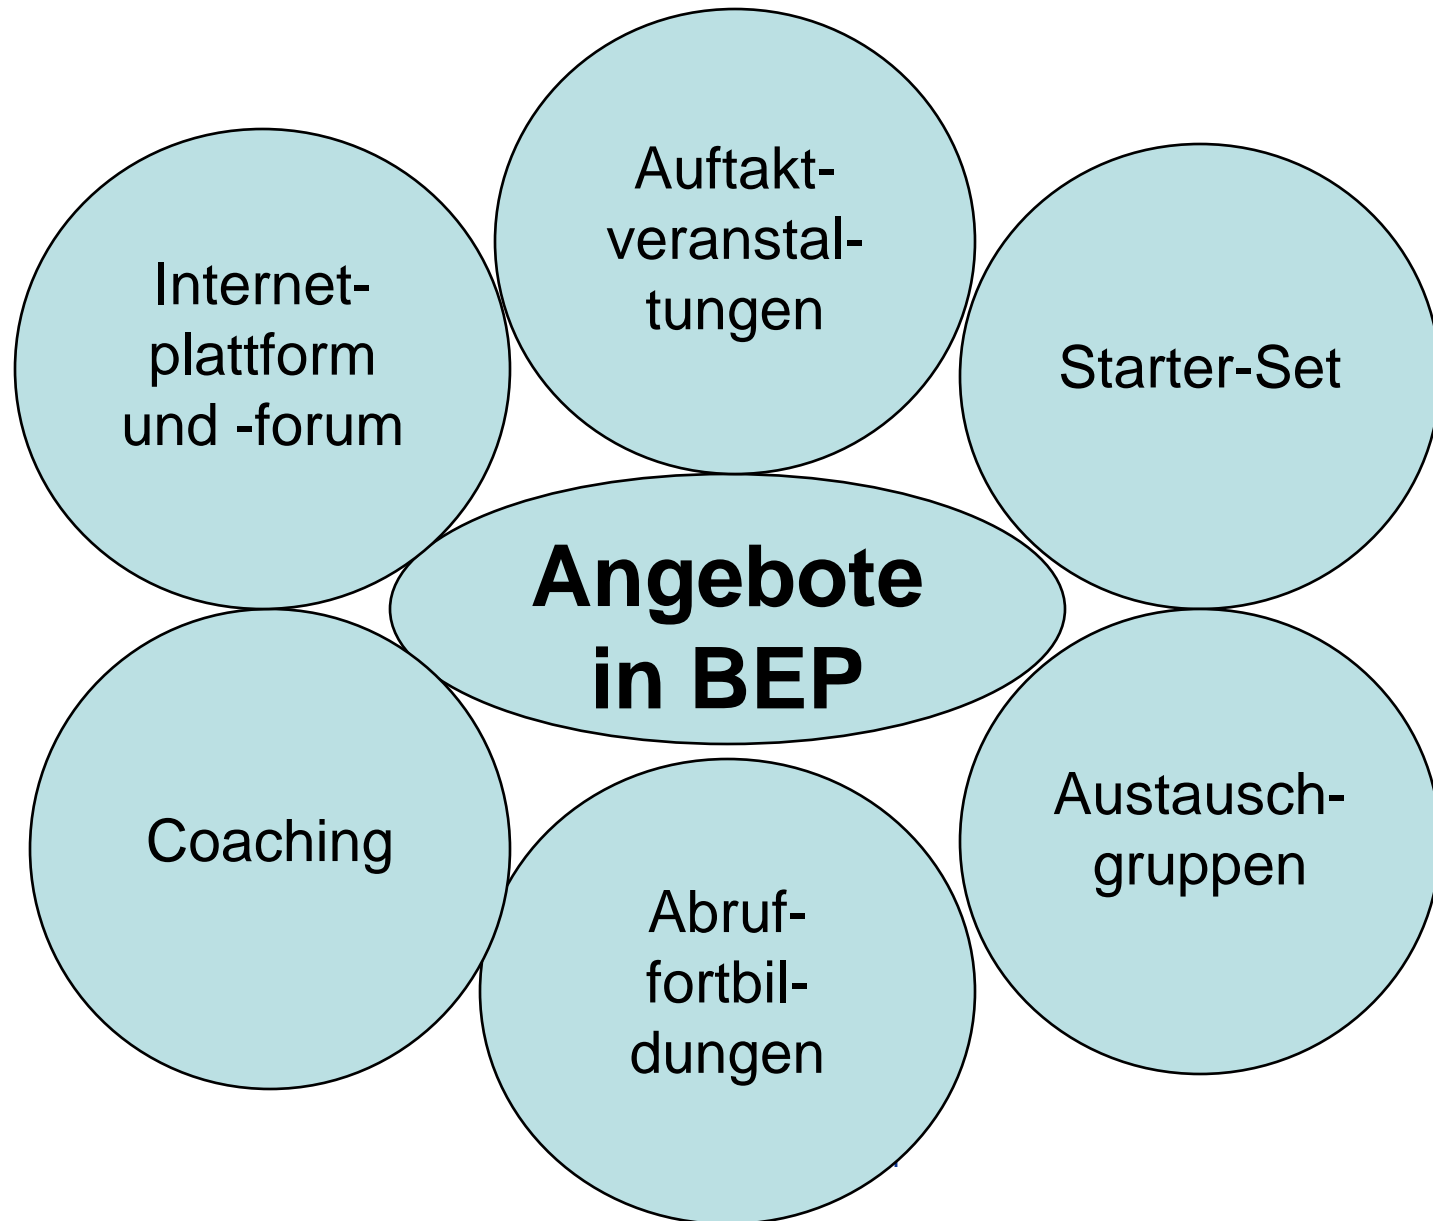 Auftakt-
veranstal-
tungen
Internet-
plattform
und -forum
Starter-Set
Angebote
in BEP
Coaching
Austausch-
gruppen
Abruf-
fortbil-
dungen